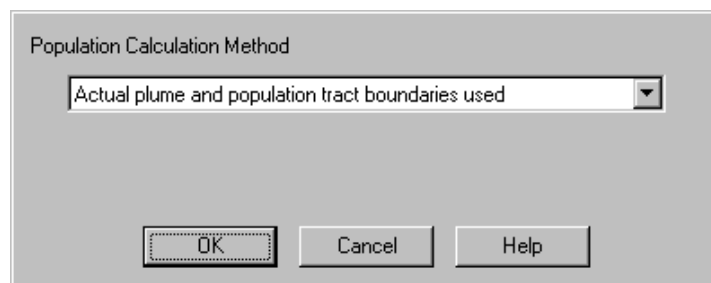 Population Calculation Method
Actual plume and population tract boundaries used
OK Cancel Help